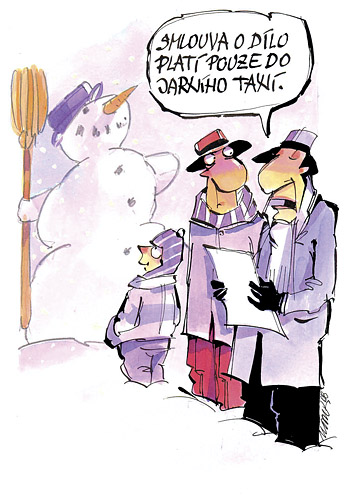 SMLOUVA O DÍLO
PLATÍ POUZE DO
JARNÍHO TÁNÍ.